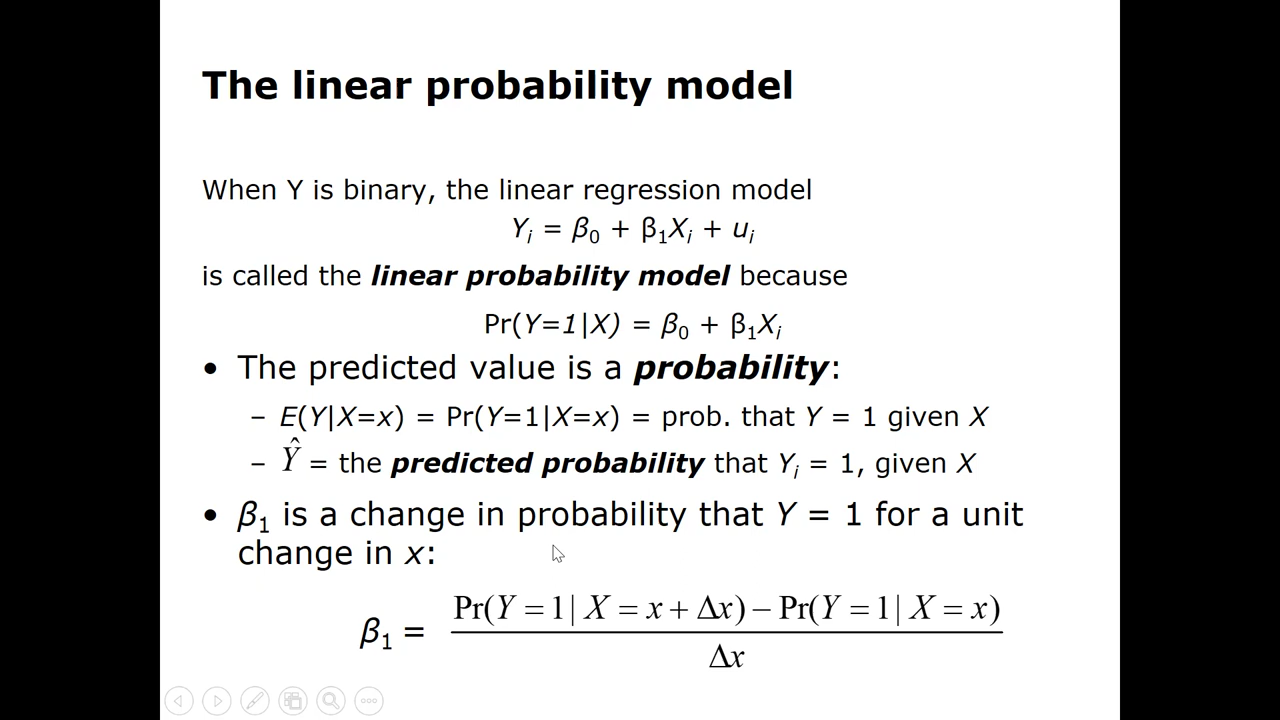 The linear probability model
When Y is binary, the linear regression model
Yᵢ = β₀ + β₁Xᵢ + uᵢ
is called the linear probability model because
Pr(Y=1|X) = β₀ + β₁Xᵢ
• The predicted value is a probability:
– E(Y|X=x) = Pr(Y=1|X=x) = prob. that Y = 1 given X
– Ŷ = the predicted probability that Yᵢ = 1, given X
• β₁ is a change in probability that Y = 1 for a unit
change in x:
Pr(Y = 1 | X = x + Δx) − Pr(Y = 1 | X = x)
β₁ =
Δx